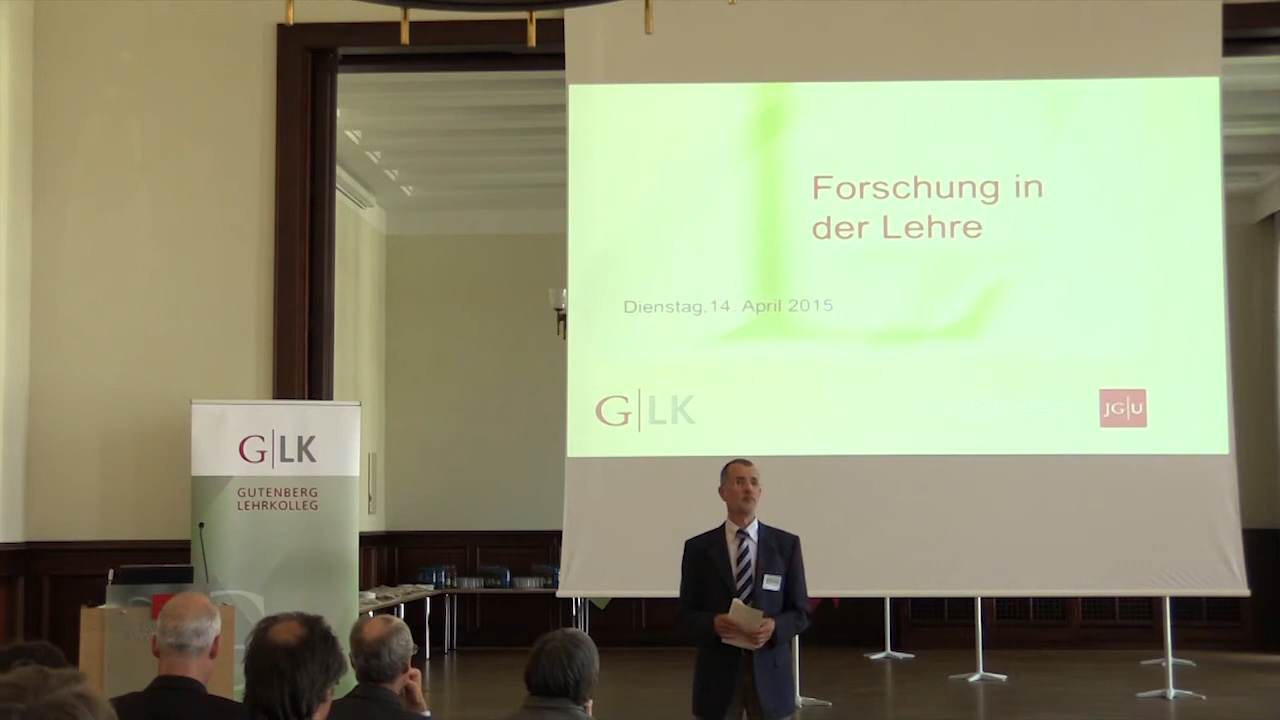 Forschung in
der Lehre
Dienstag, 14. April 2015
G|LK
JG|U
G|LK
GUTENBERG
LEHRKOLLEG